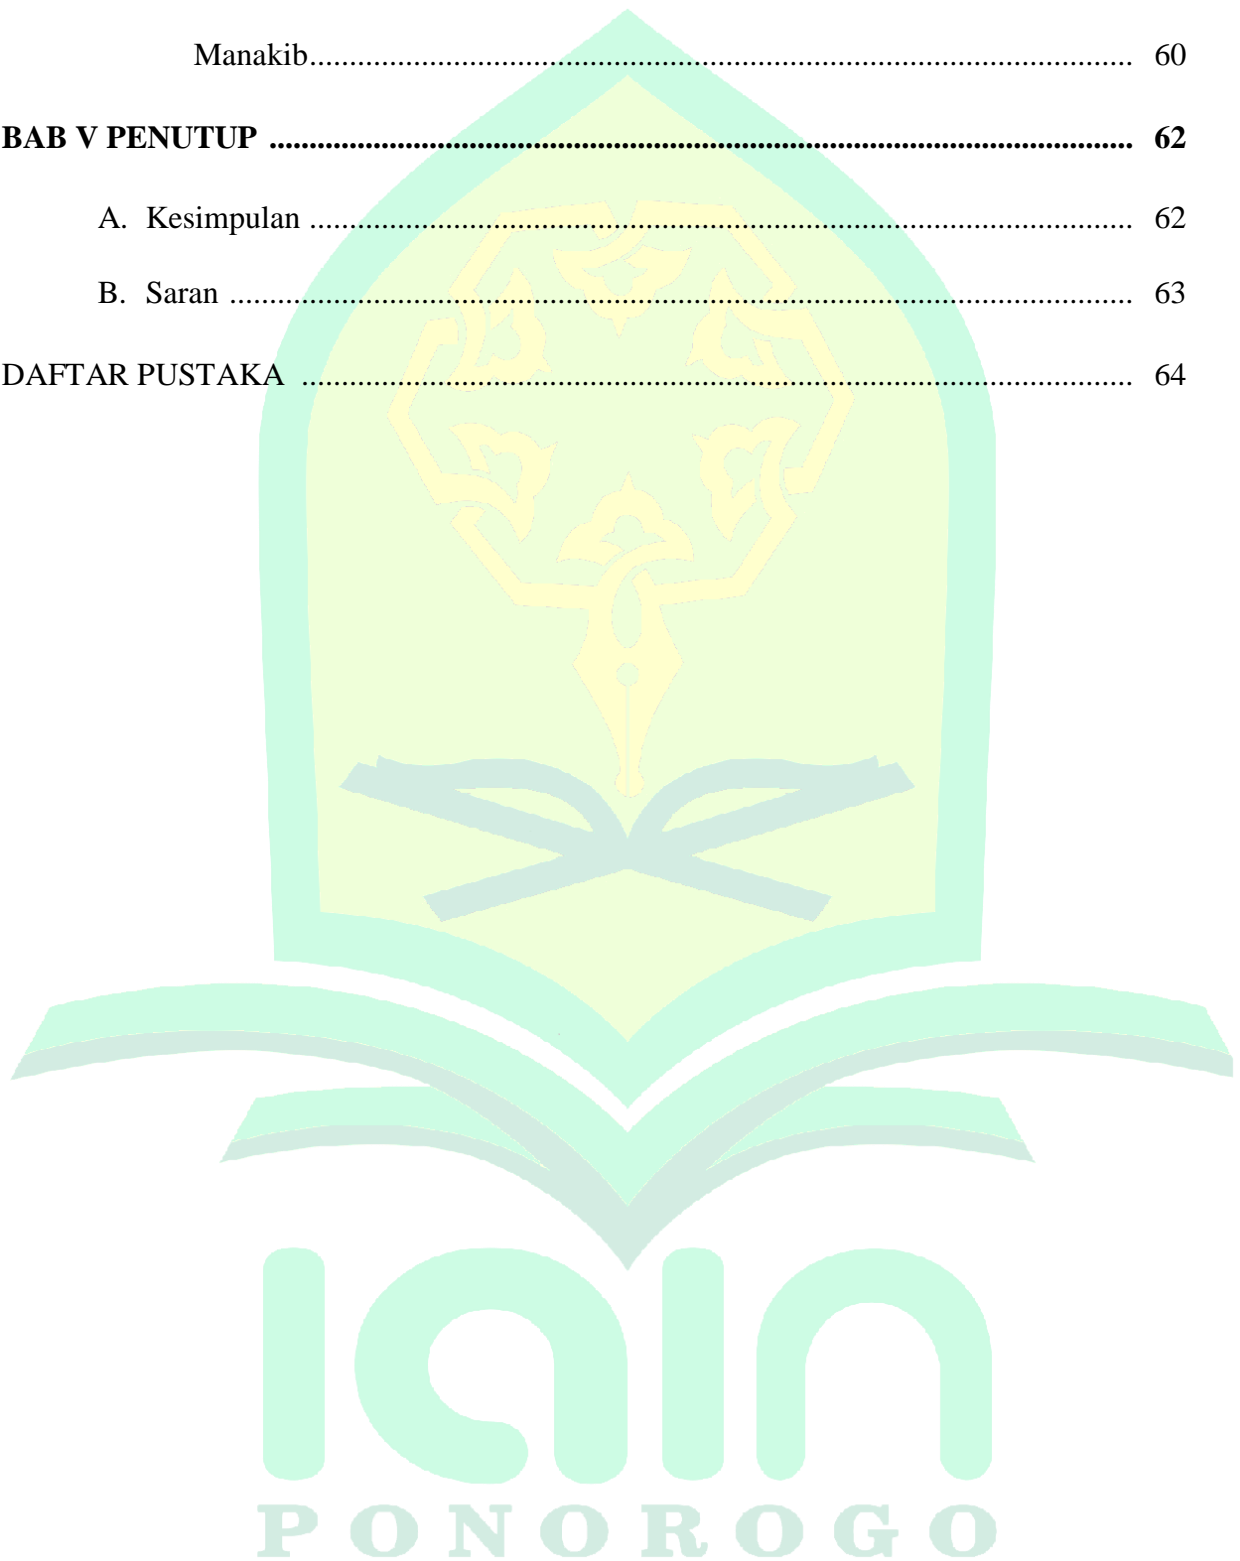 Manakib....................................................................................................... 60
BAB V PENUTUP ............................................................................................................ 62
A. Kesimpulan ....................................................................................................... 62
B. Saran ................................................................................................................. 63
DAFTAR PUSTAKA ........................................................................................................ 64
iain
PONOROGO